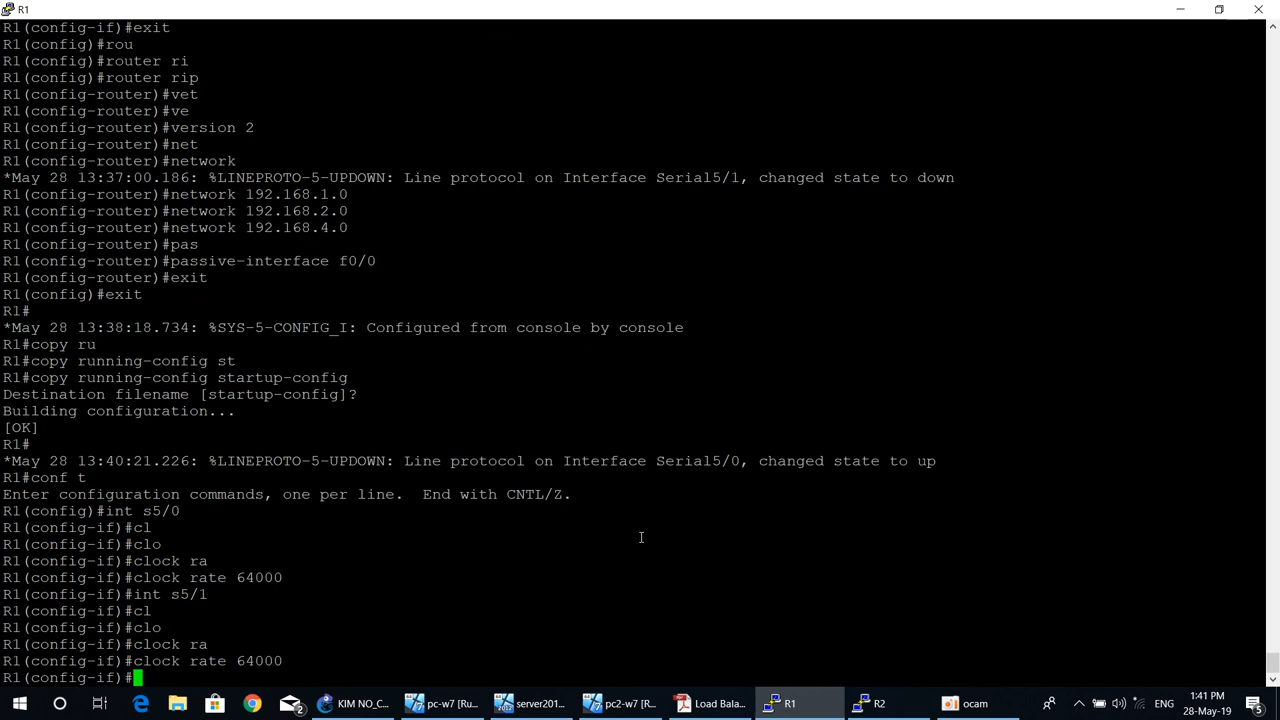 R1
R1(config-if)#exit
R1(config)#rou
R1(config)#router ri
R1(config)#router rip
R1(config-router)#vet
R1(config-router)#ve
R1(config-router)#version 2
R1(config-router)#net
R1(config-router)#network
*May 28 13:37:00.186: %LINEPROTO-5-UPDOWN: Line protocol on Interface Serial5/1, changed state to down
R1(config-router)#network 192.168.1.0
R1(config-router)#network 192.168.2.0
R1(config-router)#network 192.168.4.0
R1(config-router)#pas
R1(config-router)#passive-interface f0/0
R1(config-router)#exit
R1(config)#exit
R1#
*May 28 13:38:18.734: %SYS-5-CONFIG_I: Configured from console by console
R1#copy ru
R1#copy running-config st
R1#copy running-config startup-config
Destination filename [startup-config]?
Building configuration...
[OK]
R1#
*May 28 13:40:21.226: %LINEPROTO-5-UPDOWN: Line protocol on Interface Serial5/0, changed state to up
R1#conf t
Enter configuration commands, one per line.  End with CNTL/Z.
R1(config)#int s5/0
R1(config-if)#cl
R1(config-if)#clo
R1(config-if)#clock ra
R1(config-if)#clock rate 64000
R1(config-if)#int s5/1
R1(config-if)#cl
R1(config-if)#clo
R1(config-if)#clock ra
R1(config-if)#clock rate 64000
R1(config-if)#
2 KIM NO_C... pc-w7 [Ru... server201... pc2-w7 [R... Load Bala... R1 R2 ocam ENG 1:41 PM
28-May-19 5